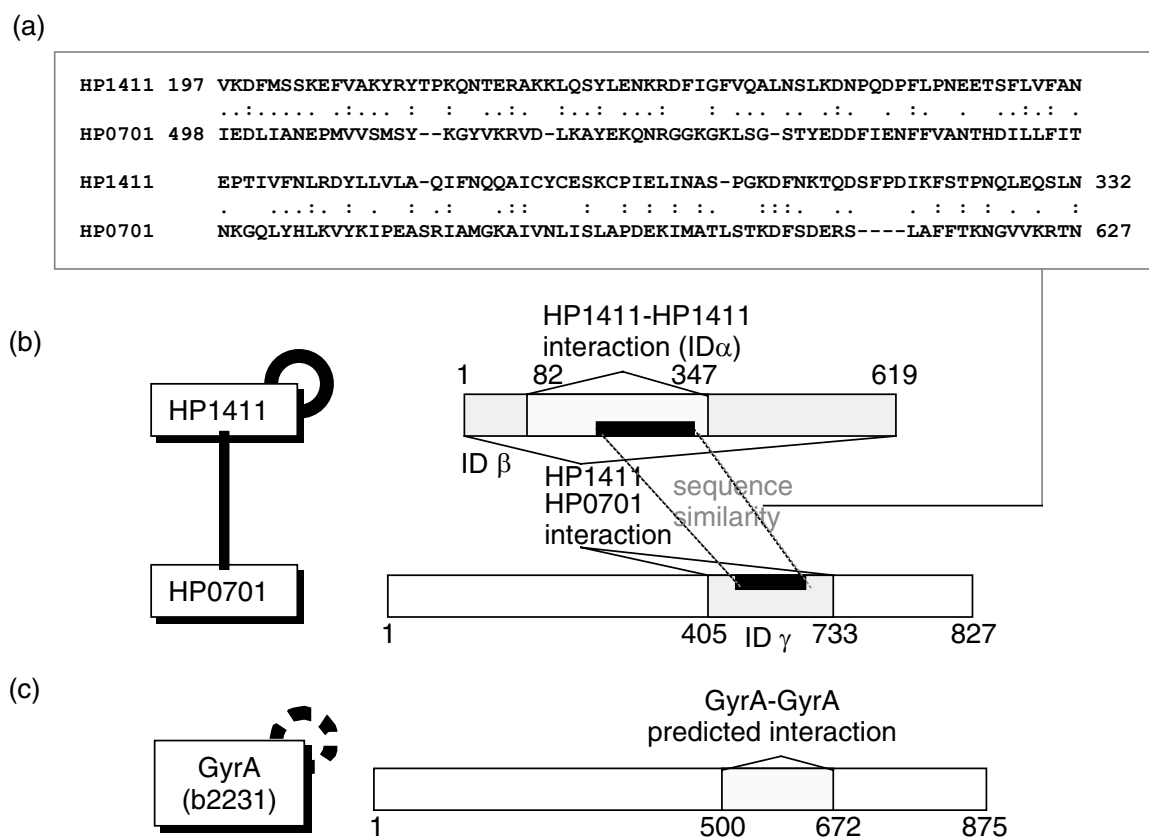 (a)
HP1411 197 VKDFMSSKEFVAKYRYTPKQNTERAKKLQSYLENKRDFIGFVQALNSLKDNPQDPFLPNEETSFLVFAN
HP0701 498 IEDLIANEPMVVSMSY--KGYVKRVD-LKAYEKQNRGGKGKLSG-STYEDDFIENFFVANTHDILLFIT
HP1411 EPTIVFNLRDYLLVLA-QIFNQQAICYCESKCPIELINAS-PGKDFNKTQDSFPDIKFSTPNQLEQSLN 332
HP0701 NKGQLYHLKVYKIPEASRIAMGKAIVNLISLAPDEKIMATLSTKDFSDERS----LAFFTKNGVVKRTN 627
(b)
HP1411
HP0701
HP1411-HP1411
interaction (IDα)
1 82 347 619
ID β
HP1411
HP0701
interaction
sequence
similarity
1 405 ID γ 733 827
(c)
GyrA
(b2231)
GyrA-GyrA
predicted interaction
1 500 672 875